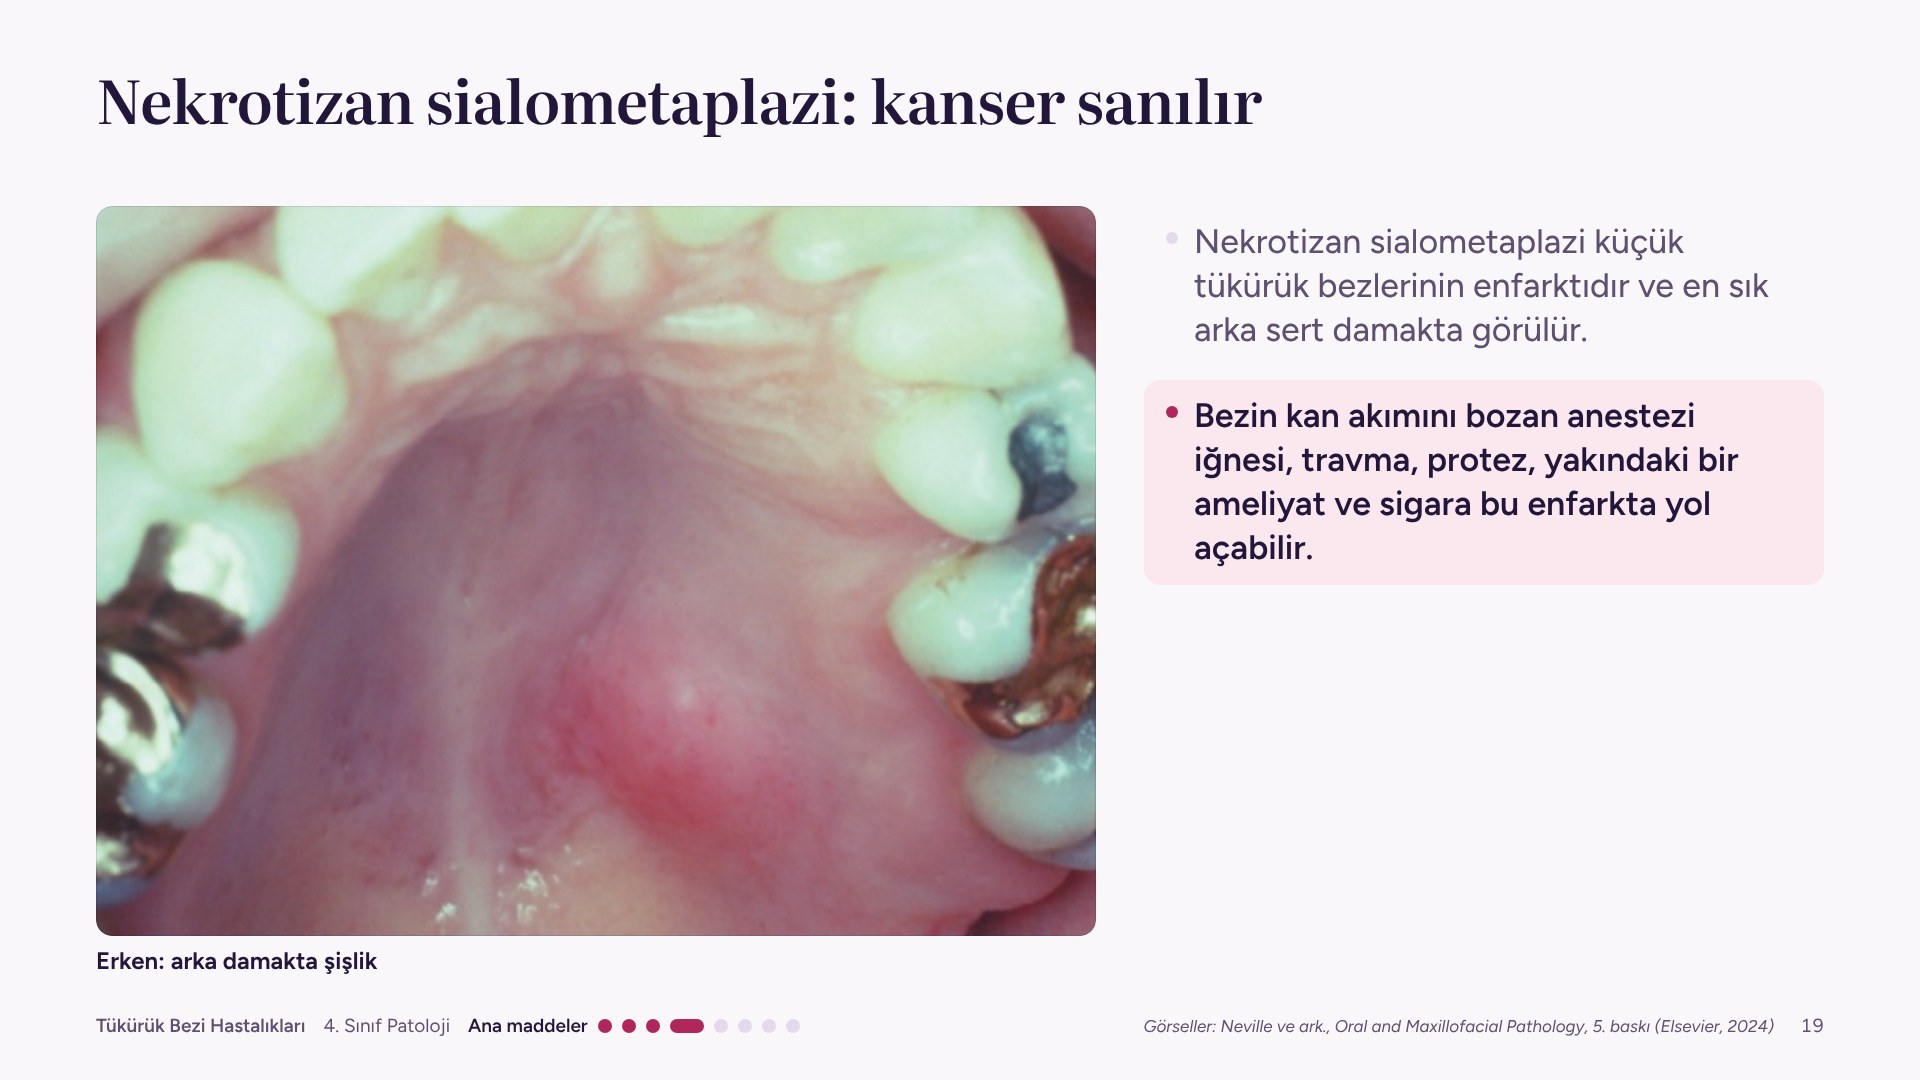 Nekrotizan sialometaplazi: kanser sanılır
Nekrotizan sialometaplazi küçük
tükürük bezlerinin enfarktıdır ve en sık
arka sert damakta görülür.
Bezin kan akımını bozan anestezi
iğnesi, travma, protez, yakındaki bir
ameliyat ve sigara bu enfarkta yol
açabilir.
Erken: arka damakta şişlik
Tükürük Bezi Hastalıkları 4. Sınıf Patoloji Ana maddeler
Görseller: Neville ve ark., Oral and Maxillofacial Pathology, 5. baskı (Elsevier, 2024) 19